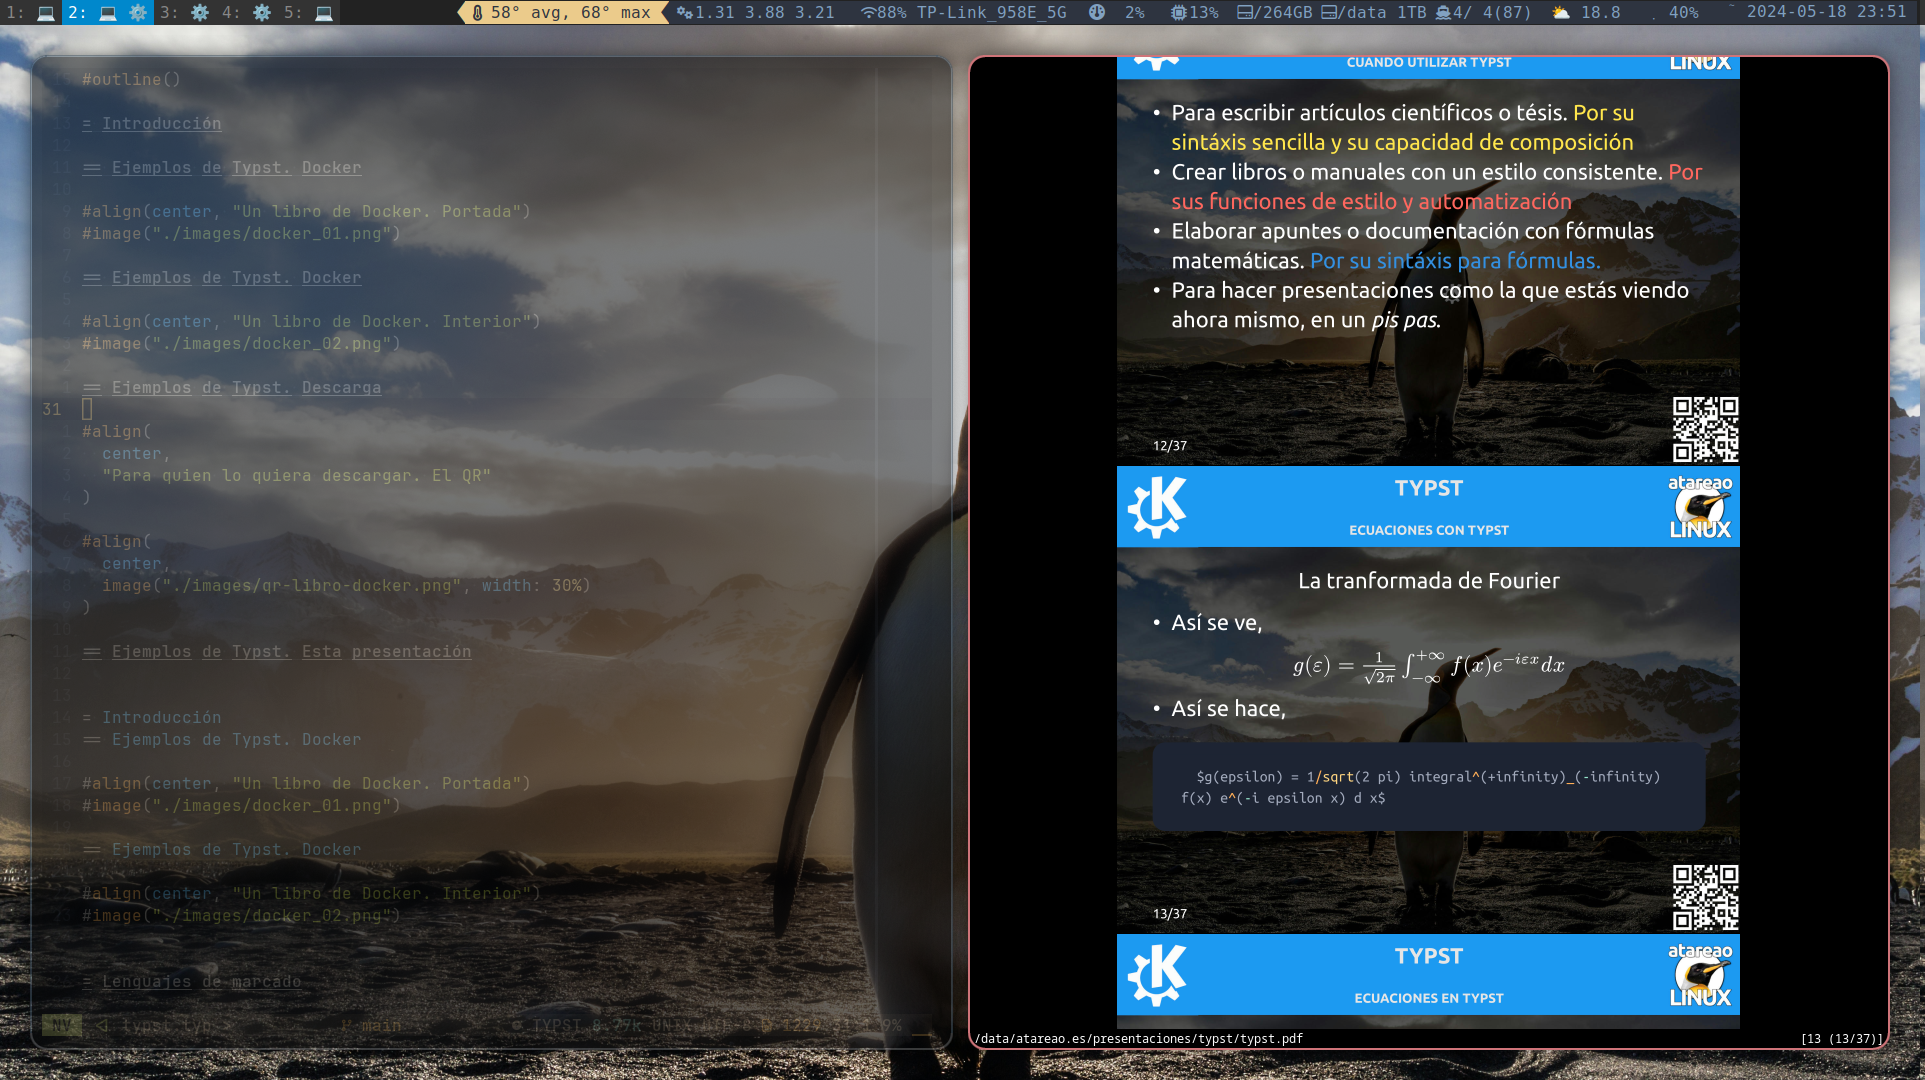 1: 2: 3: 4: 5: 58° avg, 68° max 1.31 3.88 3.21 88% TP-Link_958E_5G 2% 13% /264GB /data 1TB 4/ 4(87) 18.8 40% 2024-05-18 23:51
#outline()
= Introducción
== Ejemplos de Typst. Docker
#align(center, "Un libro de Docker. Portada")
#image("./images/docker_01.png")
== Ejemplos de Typst. Docker
#align(center, "Un libro de Docker. Interior")
#image("./images/docker_02.png")
== Ejemplos de Typst. Descarga
31
#align(
center,
"Para quien lo quiera descargar. El QR"
)
#align(
center,
image("./images/qr-libro-docker.png", width: 30%)
)
== Ejemplos de Typst. Esta presentación
= Introducción
== Ejemplos de Typst. Docker
#align(center, "Un libro de Docker. Portada")
#image("./images/docker_01.png")
== Ejemplos de Typst. Docker
#align(center, "Un libro de Docker. Interior")
#image("./images/docker_02.png")
= Lenguajes de marcado
NV typst.typ main TYPST 8.77k UNIX
CUANDO UTILIZAR TYPST
LINUX
• Para escribir artículos científicos o tésis. Por su
sintáxis sencilla y su capacidad de composición
• Crear libros o manuales con un estilo consistente. Por
sus funciones de estilo y automatización
• Elaborar apuntes o documentación con fórmulas
matemáticas. Por su sintáxis para fórmulas.
• Para hacer presentaciones como la que estás viendo
ahora mismo, en un pis pas.
12/37
TYPST
atareao
LINUX
ECUACIONES CON TYPST
La tranformada de Fourier
• Así se ve,
g(ε) = 1/√2π ∫−∞+∞ f(x)e−iεxdx
• Así se hace,
$g(epsilon) = 1/sqrt(2 pi) integral^(+infinity)_(-infinity)
f(x) e^(-i epsilon x) d x$
13/37
TYPST
atareao
LINUX
ECUACIONES EN TYPST
/data/atareao.es/presentaciones/typst/typst.pdf [13 (13/37)]